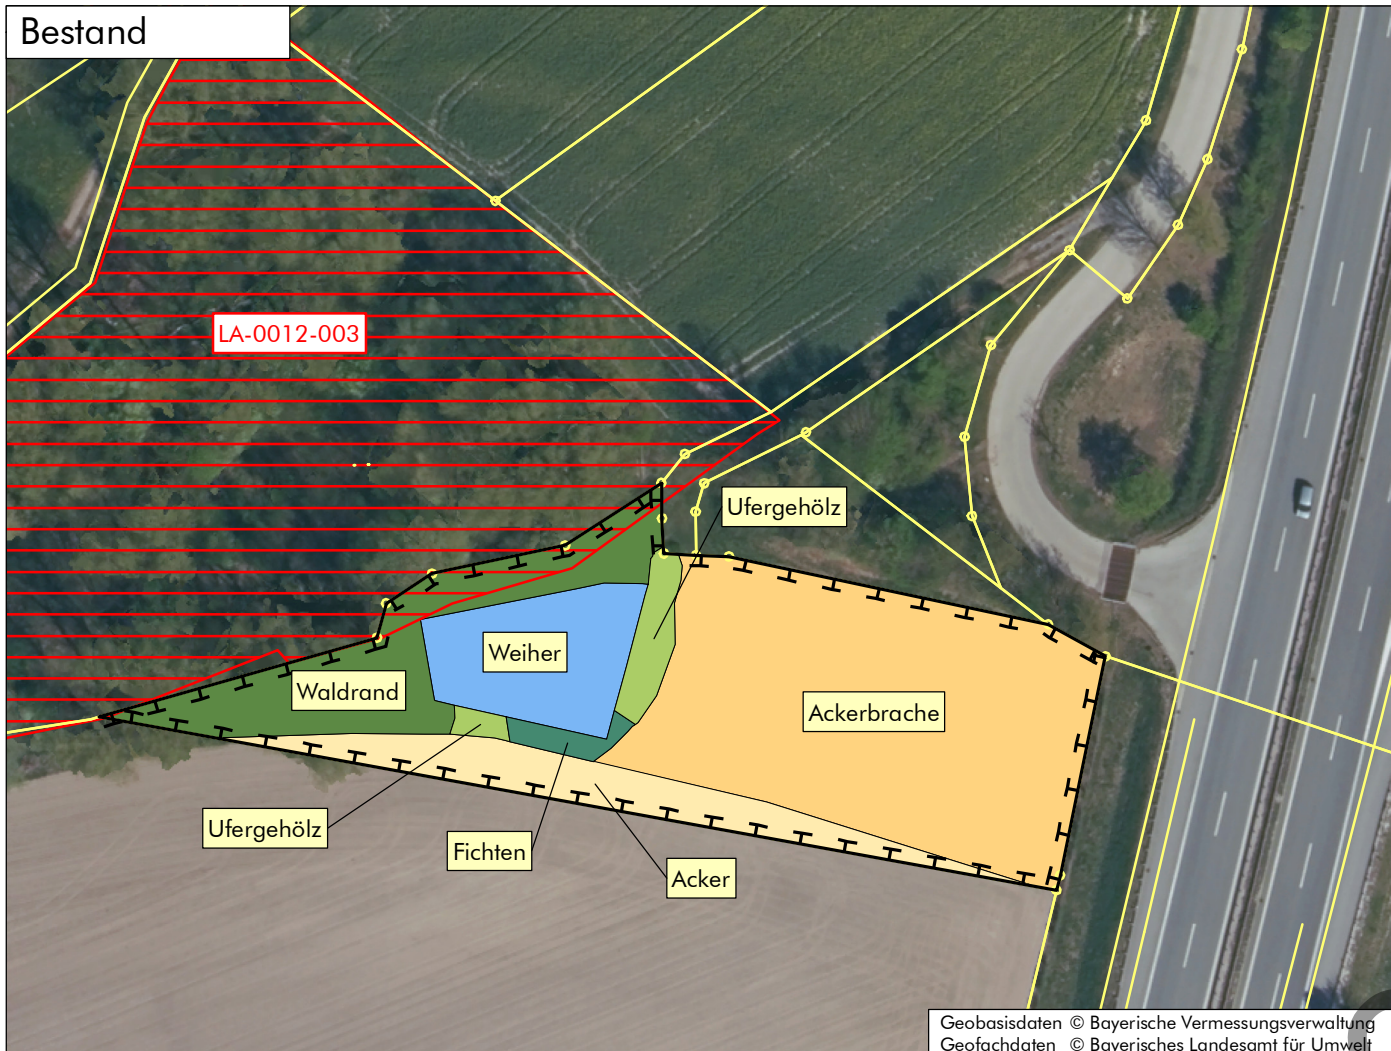 Bestand
LA-0012-003
Ufergehölz
Weiher
Waldrand
Ackerbrache
Ufergehölz
Fichten
Acker
Geobasisdaten © Bayerische Vermessungsverwaltung
Geofachdaten © Bayerisches Landesamt für Umwelt